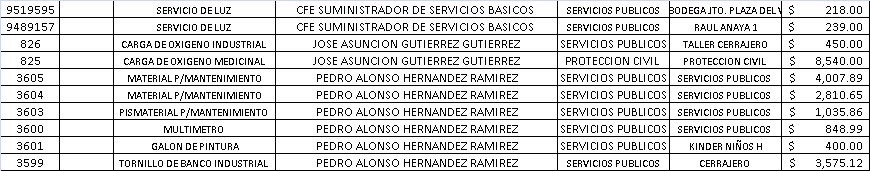 9519595 SERVICIO DE LUZ CFE SUMINISTRADOR DE SERVICIOS BASICOS SERVICIOS PUBLICOS BODEGA JTO. PLAZA DEL $ 218.00
9489157 SERVICIO DE LUZ CFE SUMINISTRADOR DE SERVICIOS BASICOS SERVICIOS PUBLICOS RAUL ANAYA 1 $ 239.00
826 CARGA DE OXIGENO INDUSTRIAL JOSE ASUNCION GUTIERREZ GUTIERREZ SERVICIOS PUBLICOS TALLER CERRAJERO $ 450.00
825 CARGA DE OXIGENO MEDICINAL JOSE ASUNCION GUTIERREZ GUTIERREZ PROTECCION CIVIL PROTECCION CIVIL $ 8,540.00
3605 MATERIAL P/MANTENIMIENTO PEDRO ALONSO HERNANDEZ RAMIREZ SERVICIOS PUBLICOS SERVICIOS PUBLICOS $ 4,007.89
3604 MATERIAL P/MANTENIMIENTO PEDRO ALONSO HERNANDEZ RAMIREZ SERVICIOS PUBLICOS SERVICIOS PUBLICOS $ 2,810.65
3603 PISMATERIAL P/MANTENIMIENTO PEDRO ALONSO HERNANDEZ RAMIREZ SERVICIOS PUBLICOS SERVICIOS PUBLICOS $ 1,035.86
3600 MULTIMETRO PEDRO ALONSO HERNANDEZ RAMIREZ SERVICIOS PUBLICOS SERVICIOS PUBLICOS $ 848.99
3601 GALON DE PINTURA PEDRO ALONSO HERNANDEZ RAMIREZ SERVICIOS PUBLICOS KINDER NIÑOS H $ 400.00
3599 TORNILLO DE BANCO INDUSTRIAL PEDRO ALONSO HERNANDEZ RAMIREZ SERVICIOS PUBLICOS CERRAJERO $ 3,575.12